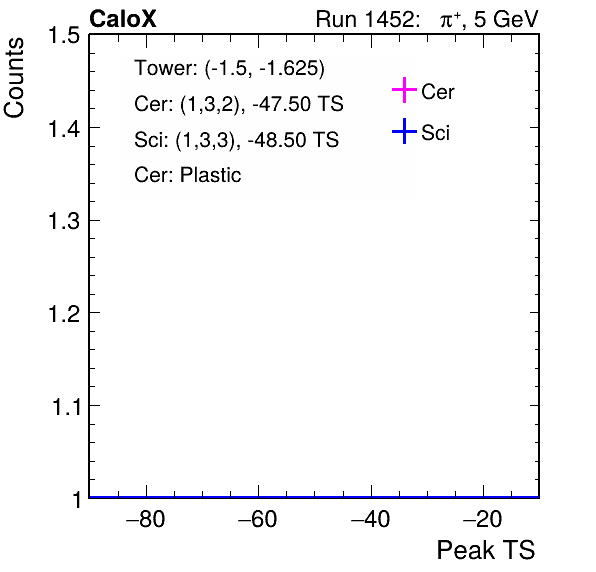 CaloX Run 1452: π+, 5 GeV
Counts
1.5
Tower: (-1.5, -1.625)
Cer: (1,3,2), -47.50 TS
Sci: (1,3,3), -48.50 TS
Cer: Plastic
Cer
Sci
1.4
1.3
1.2
1.1
1
−80 −60 −40 −20
Peak TS